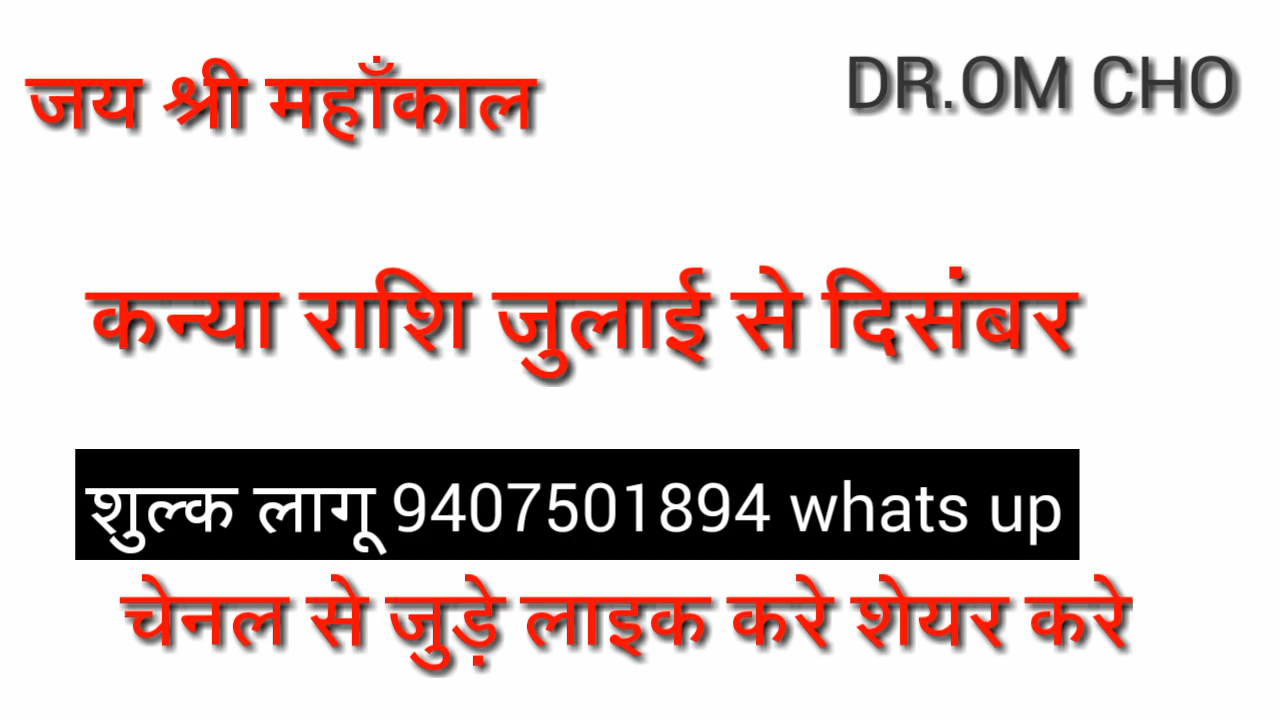 जय श्री महाँकाल
DR.OM CHO
कन्या राशि जुलाई से दिसंबर
शुल्क लागू 9407501894 whats up
चेनल से जुड़े लाइक करे शेयर करे